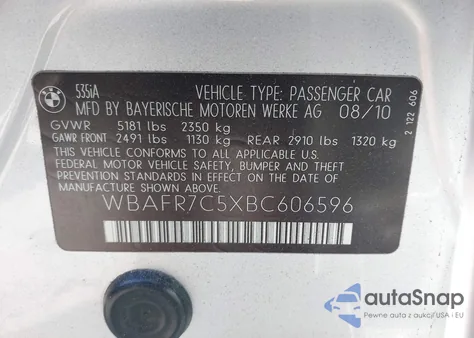 BMW
535iA VEHICLE TYPE: PASSENGER CAR
MFD BY BAYERISCHE MOTOREN WERKE AG 08/10
GVWR 5181 lbs 2350 kg
GAWR FRONT 2491 lbs 1130 kg REAR 2910 lbs 1320 kg
THIS VEHICLE CONFORMS TO ALL APPLICABLE U.S.
FEDERAL MOTOR VEHICLE SAFETY, BUMPER AND THEFT
PREVENTION STANDARDS IN EFFECT ON THE DATE OF
MANUFACTURE SHOWN ABOVE.
WBAFR7C5XBC606596
2 122 606
autaSnap
Pewne auta z aukcji USA i EU